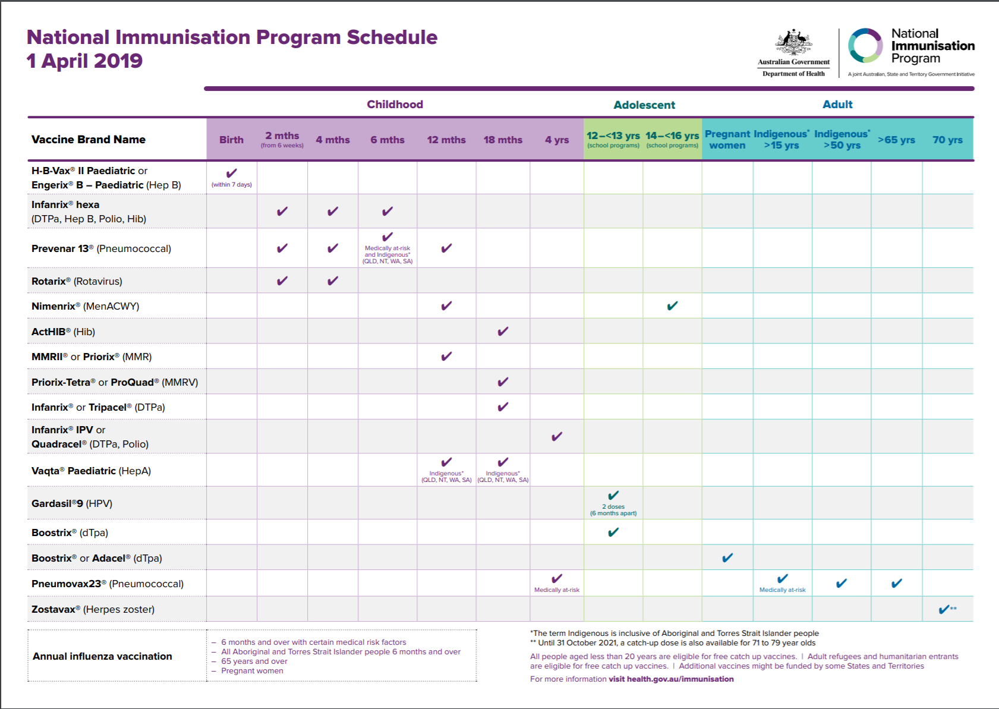 National Immunisation Program Schedule
1 April 2019
Australian Government
Department of Health
National
Immunisation
Program
A joint Australian, State and Territory Government Initiative
Childhood Adolescent Adult
Vaccine Brand Name
Birth
2 mths
(from 6 weeks)
4 mths
6 mths
12 mths
18 mths
4 yrs
12–<13 yrs
(school programs)
14–<16 yrs
(school programs)
Pregnant
women
Indigenous*
>15 yrs
Indigenous*
>50 yrs
>65 yrs
70 yrs
H-B-Vax® II Paediatric or
Engerix® B – Paediatric (Hep B)
✔
(within 7 days)
Infanrix® hexa
(DTPa, Hep B, Polio, Hib)
✔ ✔ ✔
Prevenar 13® (Pneumococcal)
✔ ✔
✔
Medically at-risk
and Indigenous*
(QLD, NT, WA, SA)
✔
Rotarix® (Rotavirus)
✔ ✔
Nimenrix® (MenACWY)
✔ ✔
ActHIB® (Hib)
✔
MMRII® or Priorix® (MMR)
✔
Priorix-Tetra® or ProQuad® (MMRV)
✔
Infanrix® or Tripacel® (DTPa)
✔
Infanrix® IPV or
Quadracel® (DTPa, Polio)
✔
Vaqta® Paediatric (HepA)
✔
Indigenous*
(QLD, NT, WA, SA)
✔
Indigenous*
(QLD, NT, WA, SA)
Gardasil®9 (HPV)
✔
2 doses
(6 months apart)
Boostrix® (dTpa)
✔
Boostrix® or Adacel® (dTpa)
✔
Pneumovax23® (Pneumococcal)
✔
Medically at-risk
✔
Medically at-risk
✔ ✔
Zostavax® (Herpes zoster)
✔**
Annual influenza vaccination
– 6 months and over with certain medical risk factors
– All Aboriginal and Torres Strait Islander people 6 months and over
– 65 years and over
– Pregnant women
*The term Indigenous is inclusive of Aboriginal and Torres Strait Islander people
** Until 31 October 2021, a catch-up dose is also available for 71 to 79 year olds
All people aged less than 20 years are eligible for free catch up vaccines. | Adult refugees and humanitarian entrants
are eligible for free catch up vaccines. | Additional vaccines might be funded by some States and Territories
For more information visit health.gov.au/immunisation